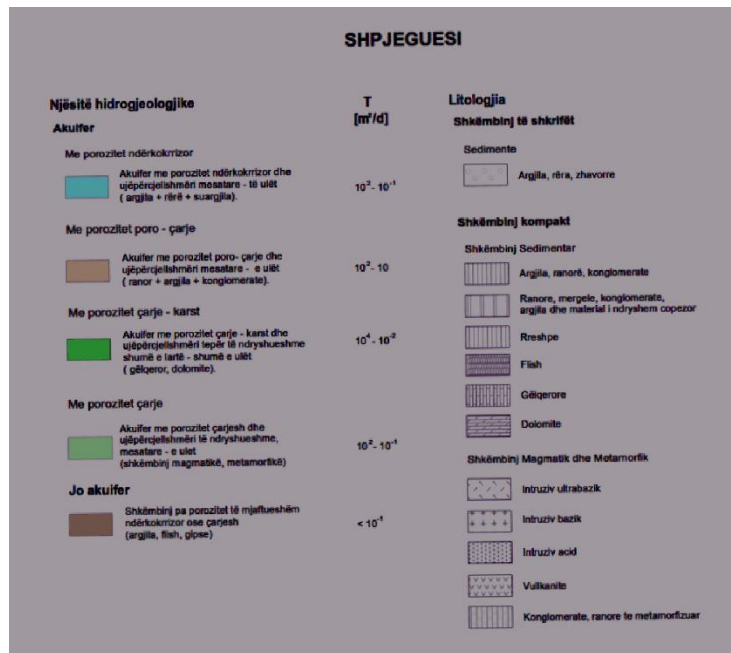 SHPJEGUESI
Njësitë hidrogjeologjike
T
[m²/d]
Akuifer
Me porozitet ndërkokrrizor
Akuifer me porozitet ndërkokrrizor dhe
ujëpërcjellshmëri mesatare - të ulët
( argjila + rërë + suargjila).
10³ - 10⁻¹
Me porozitet poro - çarje
Akuifer me porozitet poro- çarje dhe
ujëpërcjellshmëri mesatare - e ulët
( ranor + argjila + konglomerate).
10² - 10
Me porozitet çarje - karst
Akuifer me porozitet çarje - karst dhe
ujëpërcjellshmëri tepër të ndryshueshme
shumë e lartë - shumë e ulët
( gëlqeror, dolomite).
10⁴ - 10⁻²
Me porozitet çarje
Akuifer me porozitet çarjesh dhe
ujëpërcjellshmëri të ndryshueshme,
mesatare - e ulet
(shkëmbinj magmatikë, metamorfikë)
10⁻² - 10⁻¹
Jo akuifer
Shkëmbinj pa porozitet të mjaftueshëm
ndërkokrrizor ose çarjesh
(argjila, flish, gipse)
< 10⁻¹
Litologjia
Shkëmbinj të shkrifët
Sedimente
Argjila, rëra, zhavorre
Shkëmbinj kompakt
Shkëmbinj Sedimentar
Argjila, ranorë, konglomerate
Ranore, mergele, konglomerate,
argjila dhe material i ndryshem copezor
Rreshpe
Flish
Gëlqerore
Dolomite
Shkëmbinj Magmatik dhe Metamorfik
Intruziv ultrabazik
Intruziv bazik
Intruziv acid
Vullkanite
Konglomerate, ranore te metamorfizuar